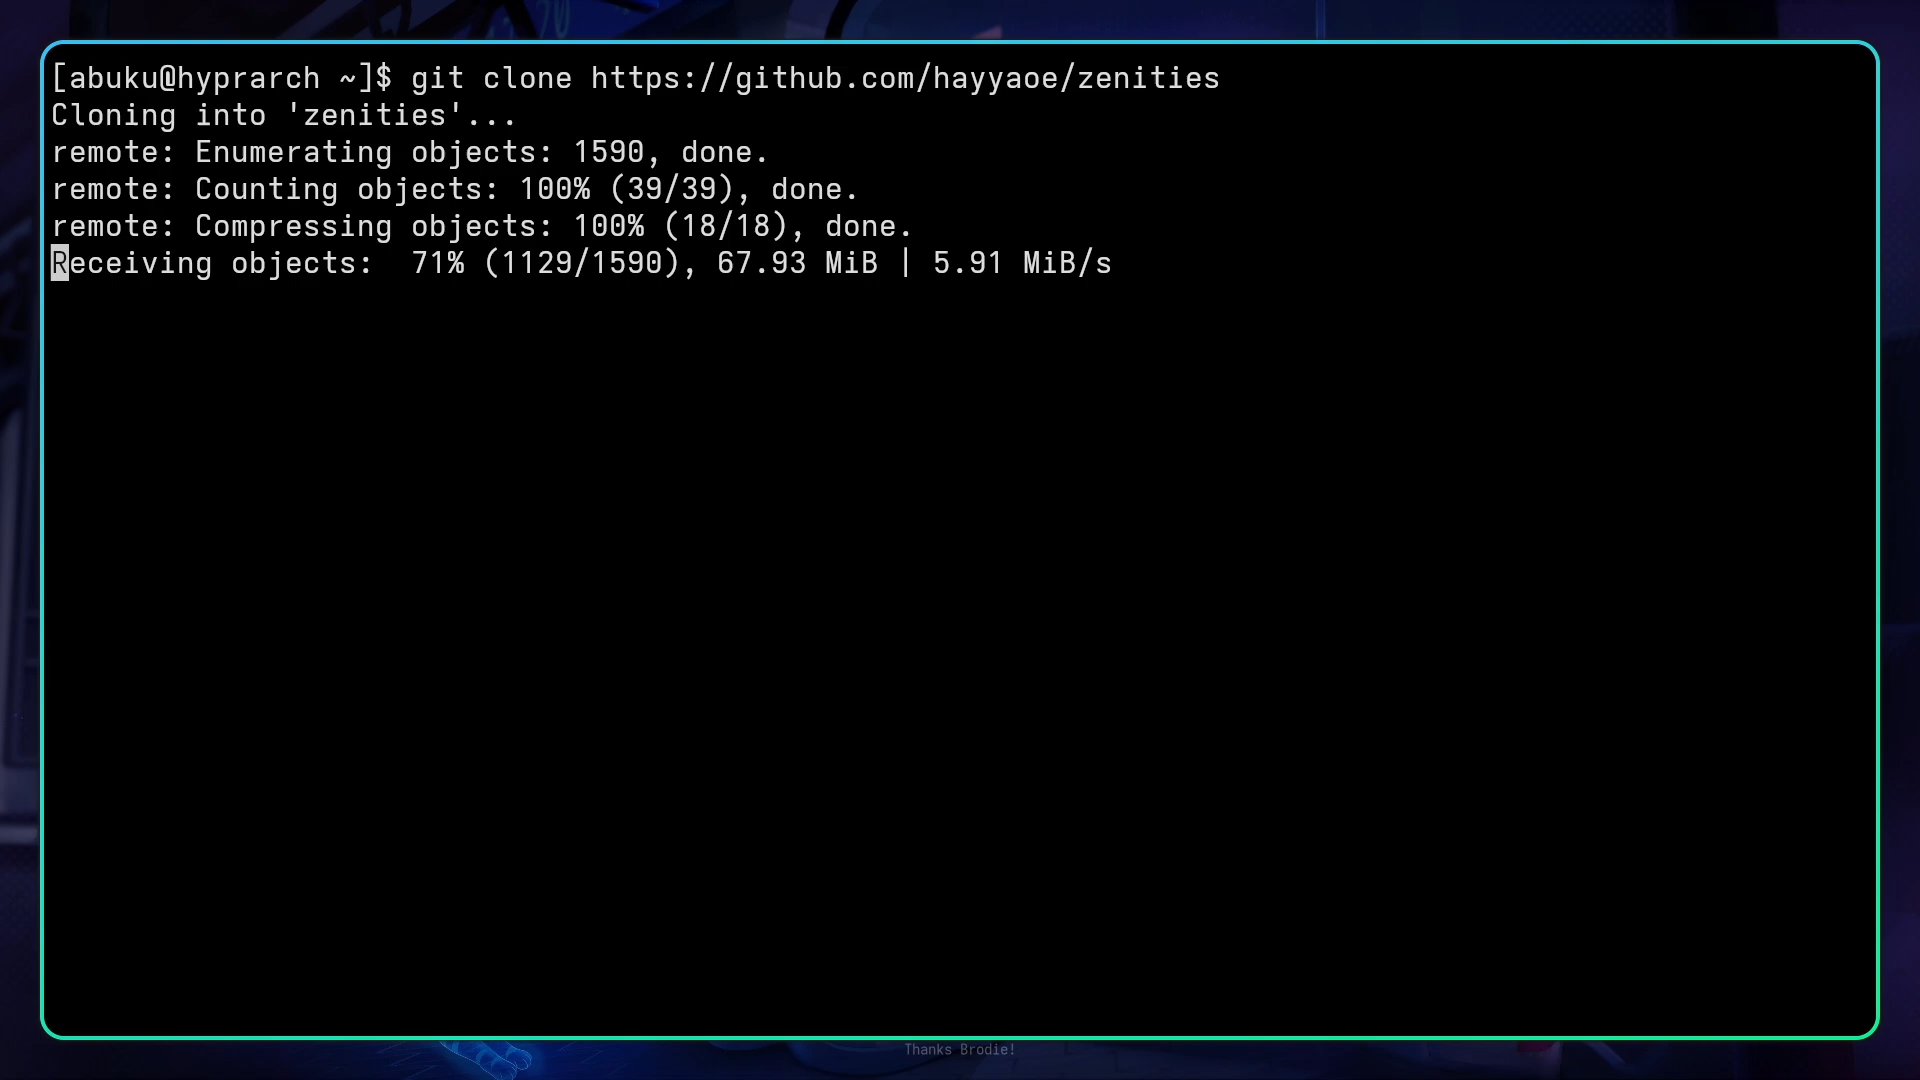 [abuku@hyprarch ~]$ git clone https://github.com/hayyaoe/zenities
Cloning into 'zenities'...
remote: Enumerating objects: 1590, done.
remote: Counting objects: 100% (39/39), done.
remote: Compressing objects: 100% (18/18), done.
Receiving objects:  71% (1129/1590), 67.93 MiB | 5.91 MiB/s
Thanks Brodie!